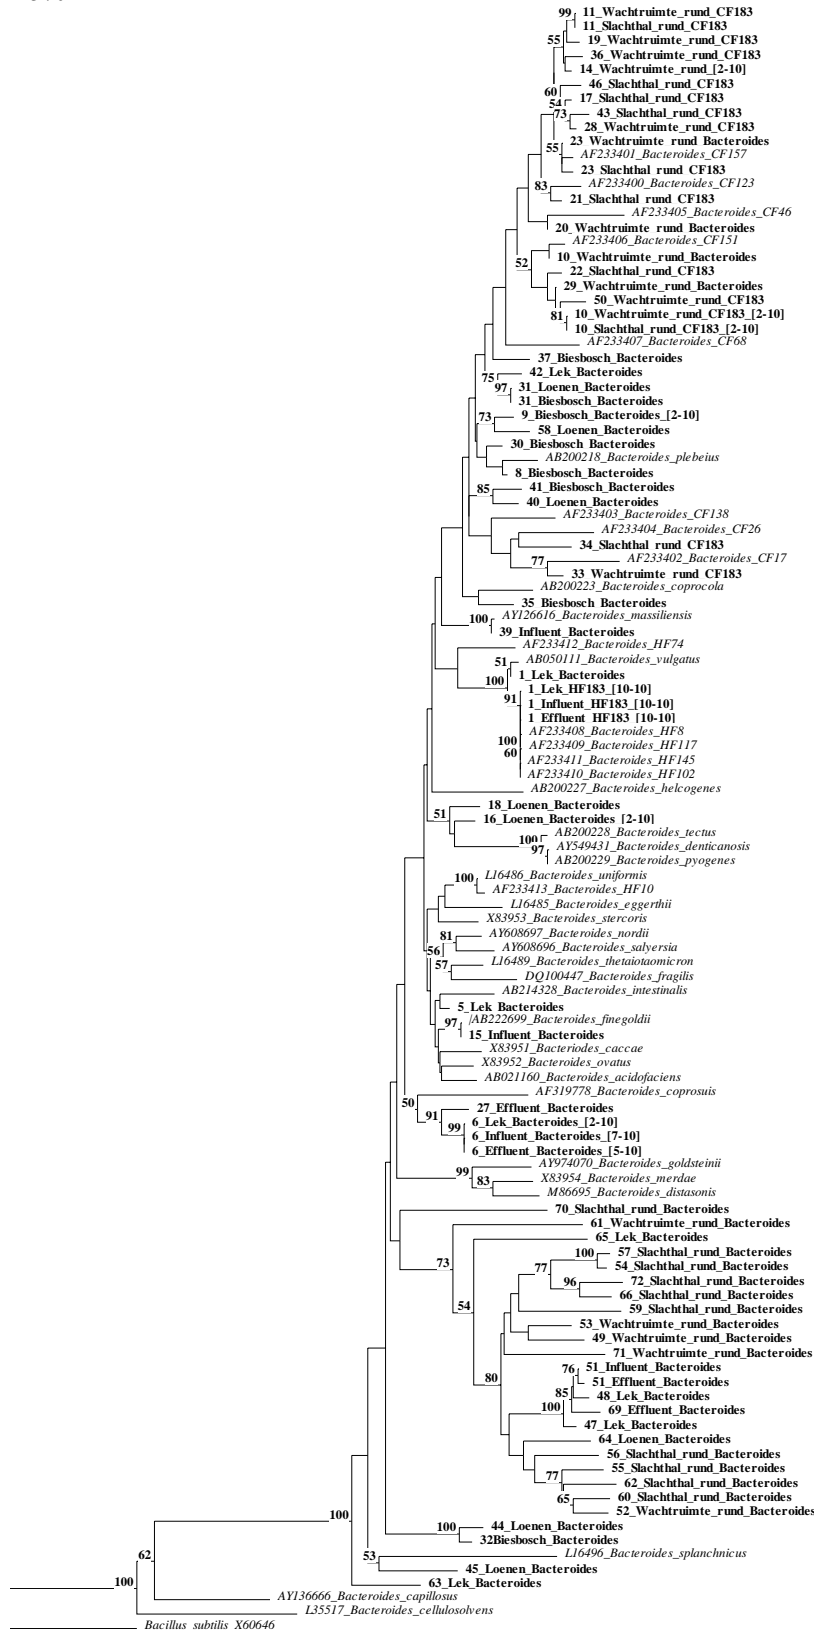 99 11_Wachtruimte_rund_CF183
11_Slachthal_rund_CF183
55 19_Wachtruimte_rund_CF183
36_Wachtruimte_rund_CF183
14_Wachtruimte_rund_[2-10]
46_Slachthal_rund_CF183
60 17_Slachthal_rund_CF183
54
73 43_Slachthal_rund_CF183
28_Wachtruimte_rund_CF183
23_Wachtruimte_rund_Bacteroides
55 AF233401_Bacteroides_CF157
23_Slachthal_rund_CF183
83 AF233400_Bacteroides_CF123
21_Slachthal_rund_CF183
AF233405_Bacteroides_CF46
20_Wachtruimte_rund_Bacteroides
AF233406_Bacteroides_CF151
52 10_Wachtruimte_rund_Bacteroides
22_Slachthal_rund_CF183
29_Wachtruimte_rund_Bacteroides
50_Wachtruimte_rund_CF183
81 10_Wachtruimte_rund_CF183_[2-10]
10_Slachthal_rund_CF183_[2-10]
AF233407_Bacteroides_CF68
37_Biesbosch_Bacteroides
75 42_Lek_Bacteroides
97 31_Loenen_Bacteroides
31_Biesbosch_Bacteroides
73 9_Biesbosch_Bacteroides_[2-10]
58_Loenen_Bacteroides
30_Biesbosch_Bacteroides
AB200218_Bacteroides_plebeius
8_Biesbosch_Bacteroides
85 41_Biesbosch_Bacteroides
40_Loenen_Bacteroides
AF233403_Bacteroides_CF138
AF233404_Bacteroides_CF26
34_Slachthal_rund_CF183
77 AF233402_Bacteroides_CF17
33_Wachtruimte_rund_CF183
AB200223_Bacteroides_coprocola
35_Biesbosch_Bacteroides
100 AY126616_Bacteroides_massiliensis
39_Influent_Bacteroides
AF233412_Bacteroides_HF74
51 AB050111_Bacteroides_vulgatus
100 1_Lek_Bacteroides
91 1_Lek_HF183_[10-10]
1_Influent_HF183_[10-10]
1_Effluent_HF183_[10-10]
AF233408_Bacteroides_HF8
100 AF233409_Bacteroides_HF117
60 AF233411_Bacteroides_HF145
AF233410_Bacteroides_HF102
AB200227_Bacteroides_helcogenes
51 18_Loenen_Bacteroides
16_Loenen_Bacteroides_[2-10]
100 AB200228_Bacteroides_tectus
97 AY549431_Bacteroides_denticanosis
AB200229_Bacteroides_pyogenes
100 L16486_Bacteroides_uniformis
AF233413_Bacteroides_HF10
L16485_Bacteroides_eggerthii
X83953_Bacteroides_stercoris
81 AY608697_Bacteroides_nordii
56 AY608696_Bacteroides_salyersia
57 L16489_Bacteroides_thetaiotaomicron
DQ100447_Bacteroides_fragilis
AB214328_Bacteroides_intestinalis
5_Lek_Bacteroides
97 AB222699_Bacteroides_finegoldii
15_Influent_Bacteroides
X83951_Bacteriodes_caccae
X83952_Bacteroides_ovatus
AB021160_Bacteroides_acidofaciens
50 AF319778_Bacteroides_coprosuis
91 27_Effluent_Bacteroides
99 6_Lek_Bacteroides_[2-10]
6_Influent_Bacteroides_[7-10]
6_Effluent_Bacteroides_[5-10]
99 AY974070_Bacteroides_goldsteinii
83 X83954_Bacteroides_merdae
M86695_Bacteroides_distasonis
70_Slachthal_rund_Bacteroides
61_Wachtruimte_rund_Bacteroides
65_Lek_Bacteroides
73 100 57_Slachthal_rund_Bacteroides
77 54_Slachthal_rund_Bacteroides
96 72_Slachthal_rund_Bacteroides
66_Slachthal_rund_Bacteroides
54 59_Slachthal_rund_Bacteroides
53_Wachtruimte_rund_Bacteroides
49_Wachtruimte_rund_Bacteroides
71_Wachtruimte_rund_Bacteroides
76 51_Influent_Bacteroides
80 51_Effluent_Bacteroides
85 48_Lek_Bacteroides
100 69_Effluent_Bacteroides
47_Lek_Bacteroides
64_Loenen_Bacteroides
56_Slachthal_rund_Bacteroides
77 55_Slachthal_rund_Bacteroides
62_Slachthal_rund_Bacteroides
65 60_Slachthal_rund_Bacteroides
52_Wachtruimte_rund_Bacteroides
100 100 44_Loenen_Bacteroides
32Biesbosch_Bacteroides
62 53 L16496_Bacteroides_splanchnicus
45_Loenen_Bacteroides
100 63_Lek_Bacteroides
AY136666_Bacteroides_capillosus
L35517_Bacteroides_cellulosolvens
Bacillus_subtilis_X60646